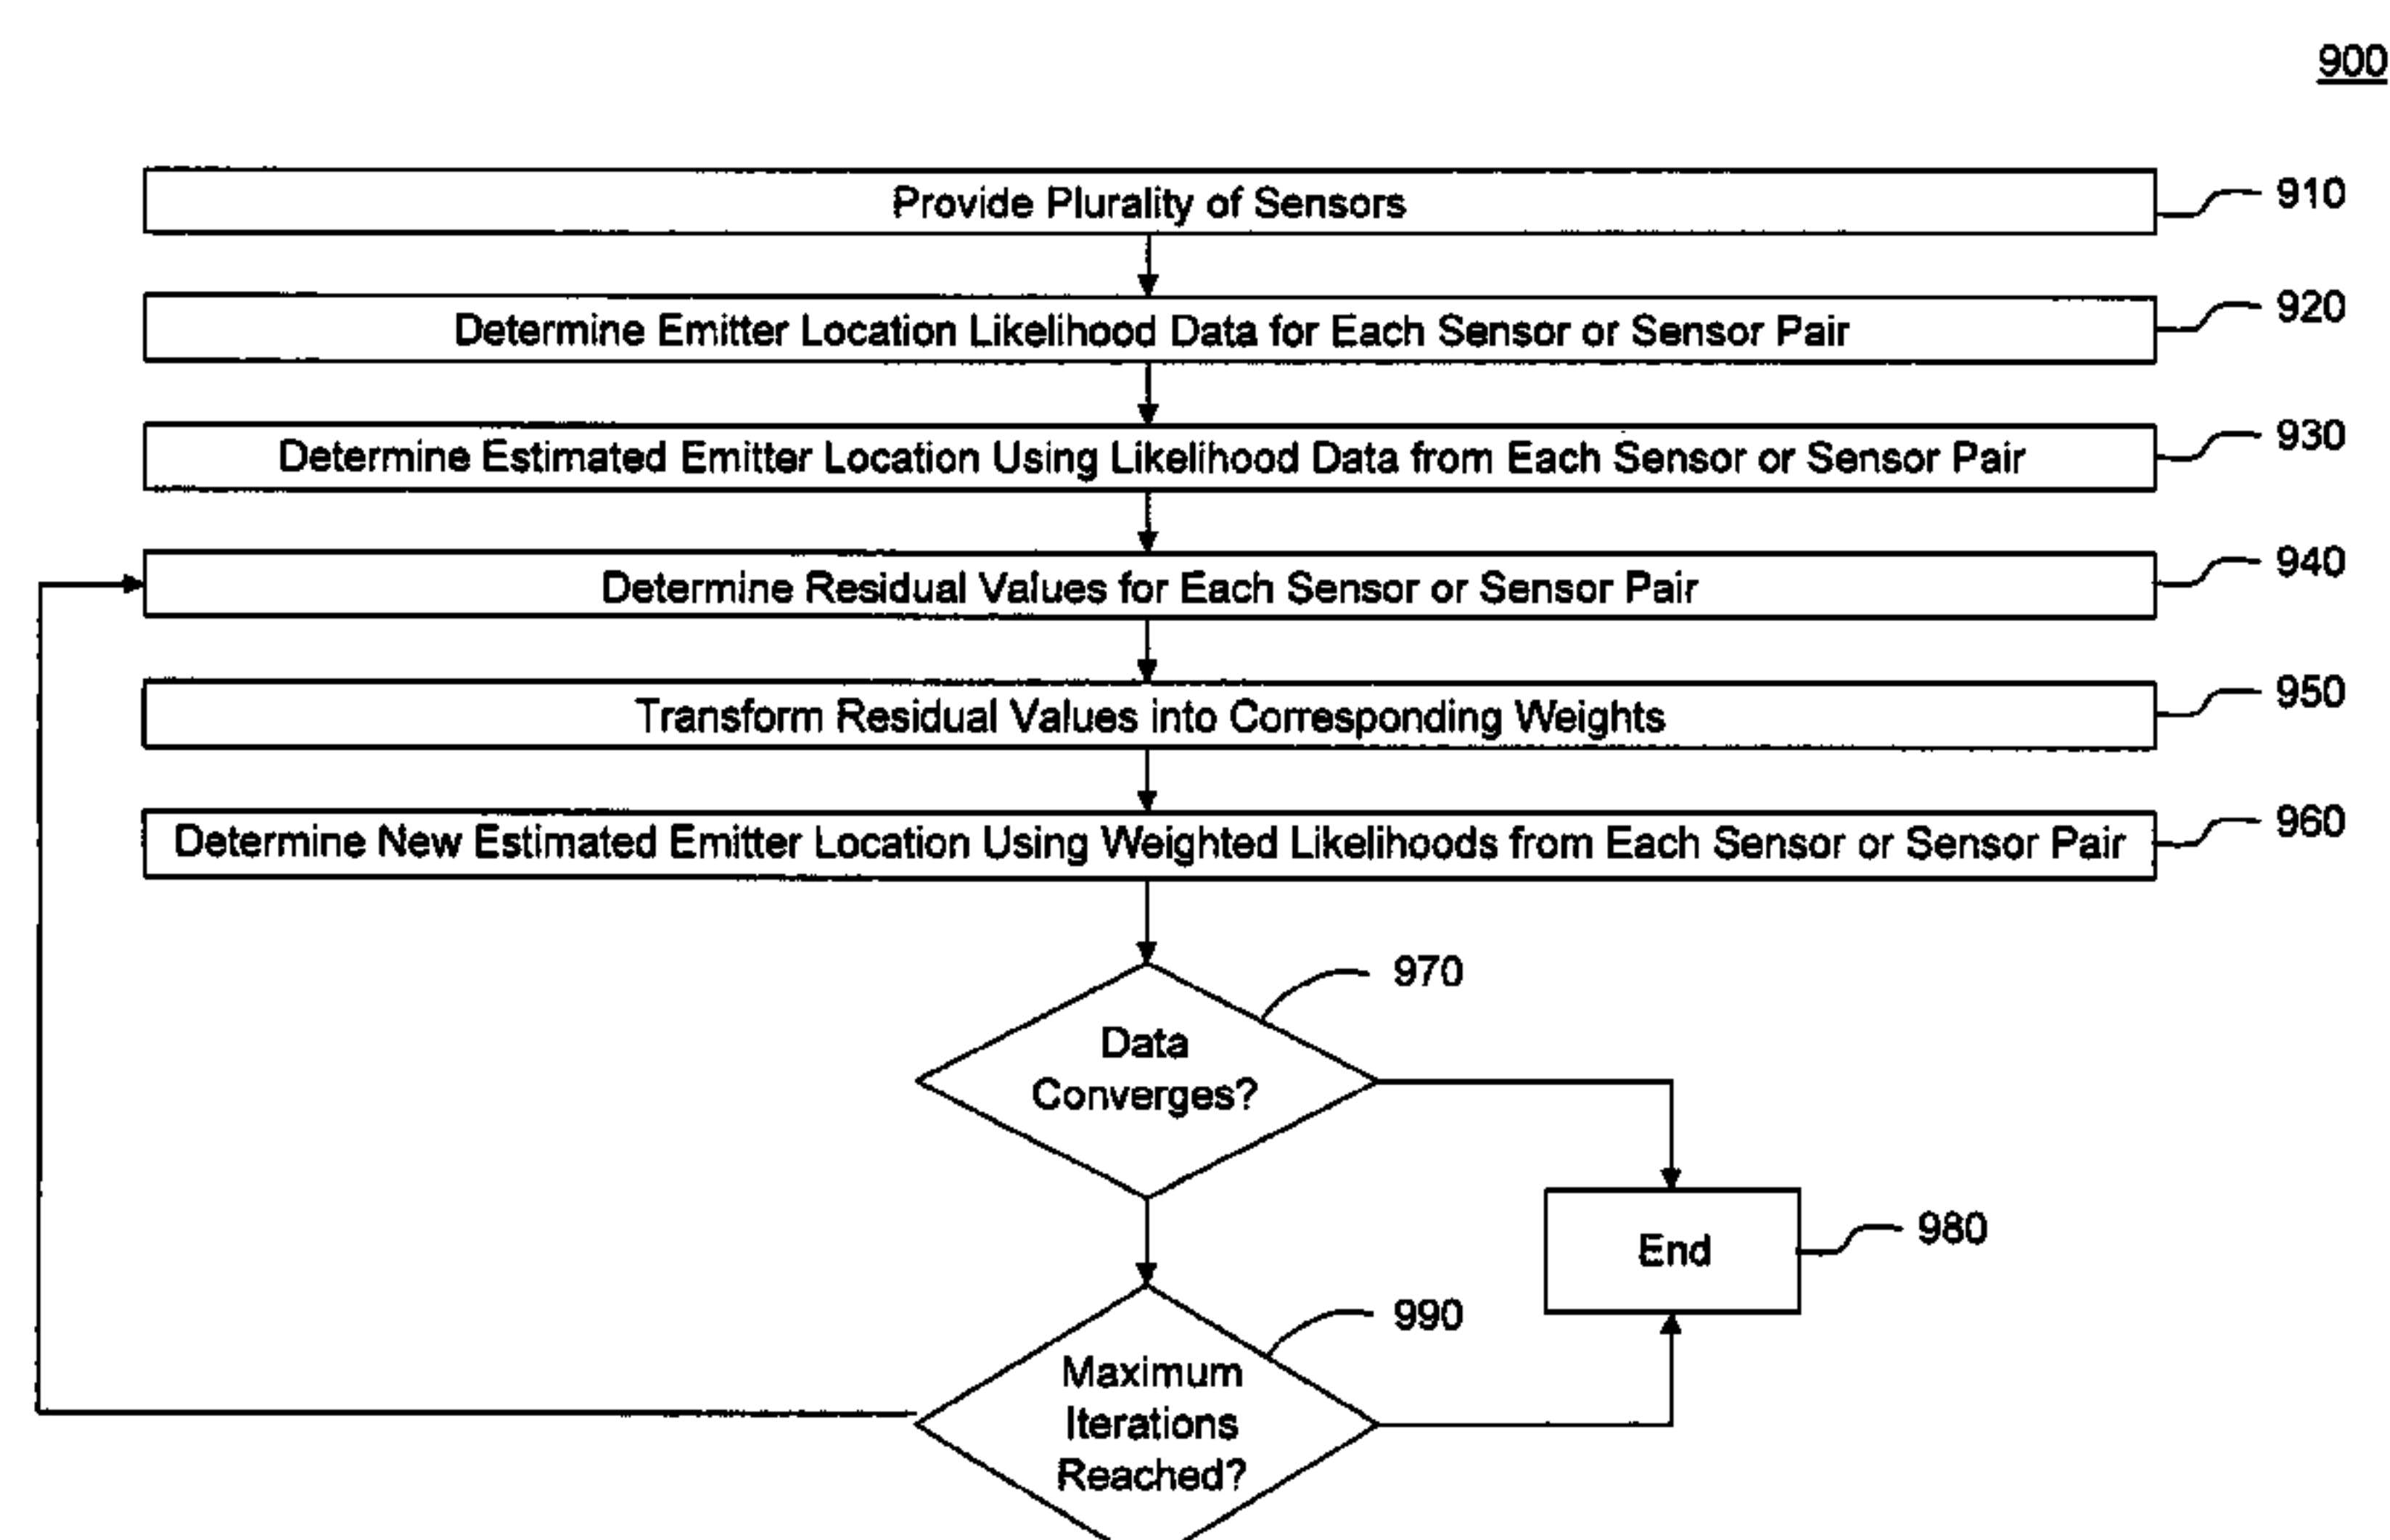 900
Provide Plurality of Sensors
910
Determine Emitter Location Likelihood Data for Each Sensor or Sensor Pair
920
Determine Estimated Emitter Location Using Likelihood Data from Each Sensor or Sensor Pair
930
Determine Residual Values for Each Sensor or Sensor Pair
940
Transform Residual Values into Corresponding Weights
950
Determine New Estimated Emitter Location Using Weighted Likelihoods from Each Sensor or Sensor Pair
960
970
Data
Converges?
End
980
990
Maximum
Iterations
Reached?